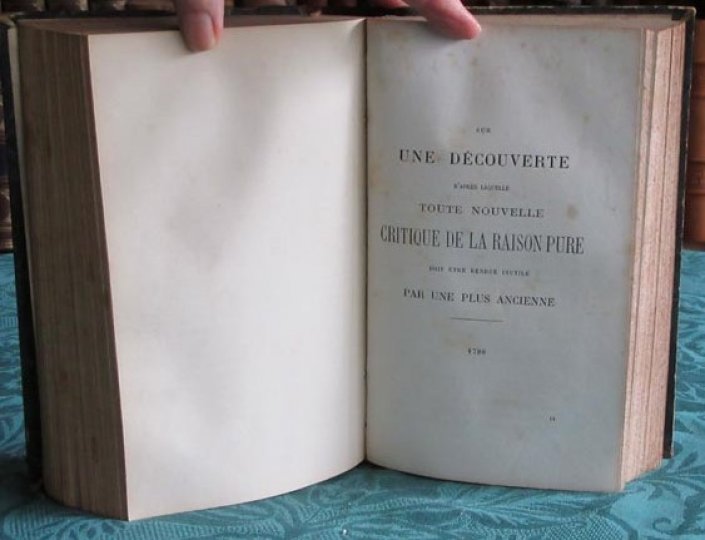 SUR
UNE DÉCOUVERTE
D'APRÈS LAQUELLE
TOUTE NOUVELLE
CRITIQUE DE LA RAISON PURE
DOIT ÊTRE RENDUE INUTILE
PAR UNE PLUS ANCIENNE
1790